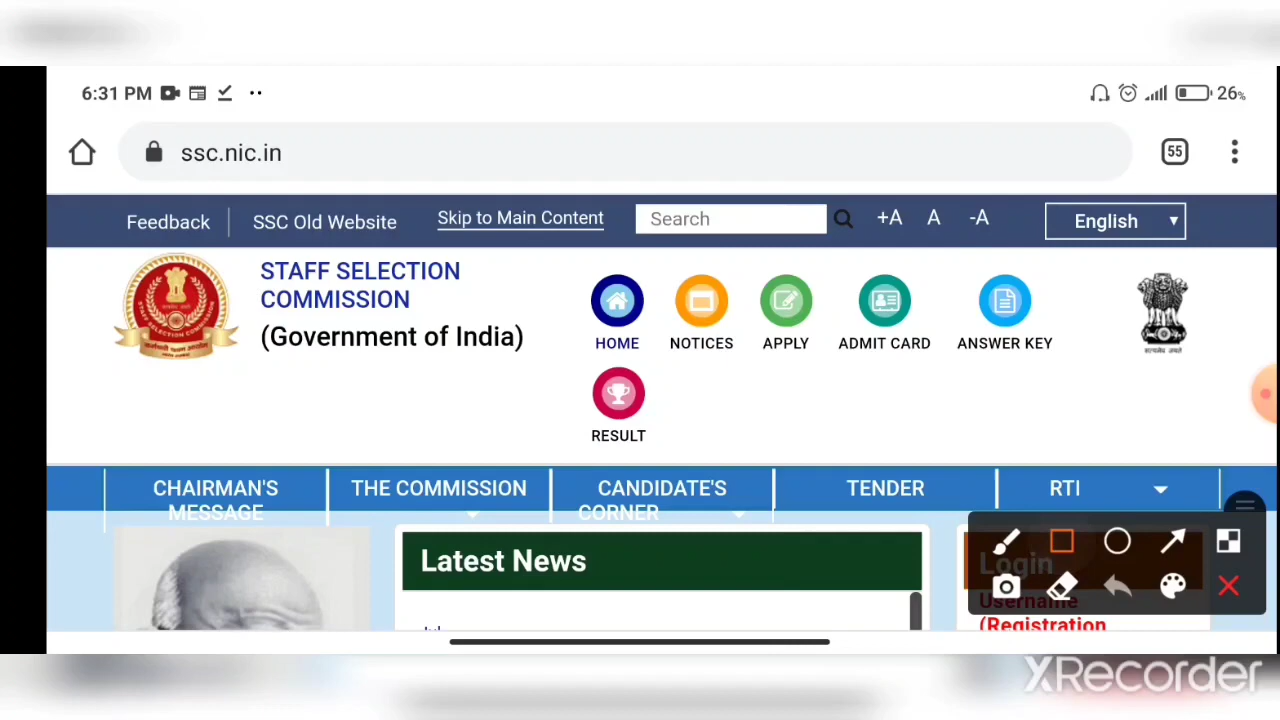 6:31 PM
26%
ssc.nic.in
55
Feedback
SSC Old Website
Skip to Main Content
Search
+A A -A
English
STAFF SELECTION
COMMISSION
(Government of India)
HOME
NOTICES
APPLY
ADMIT CARD
ANSWER KEY
RESULT
CHAIRMAN'S
MESSAGE
THE COMMISSION
CANDIDATE'S
CORNER
TENDER
RTI
Latest News
Login
Username
(Registration
XRecorder